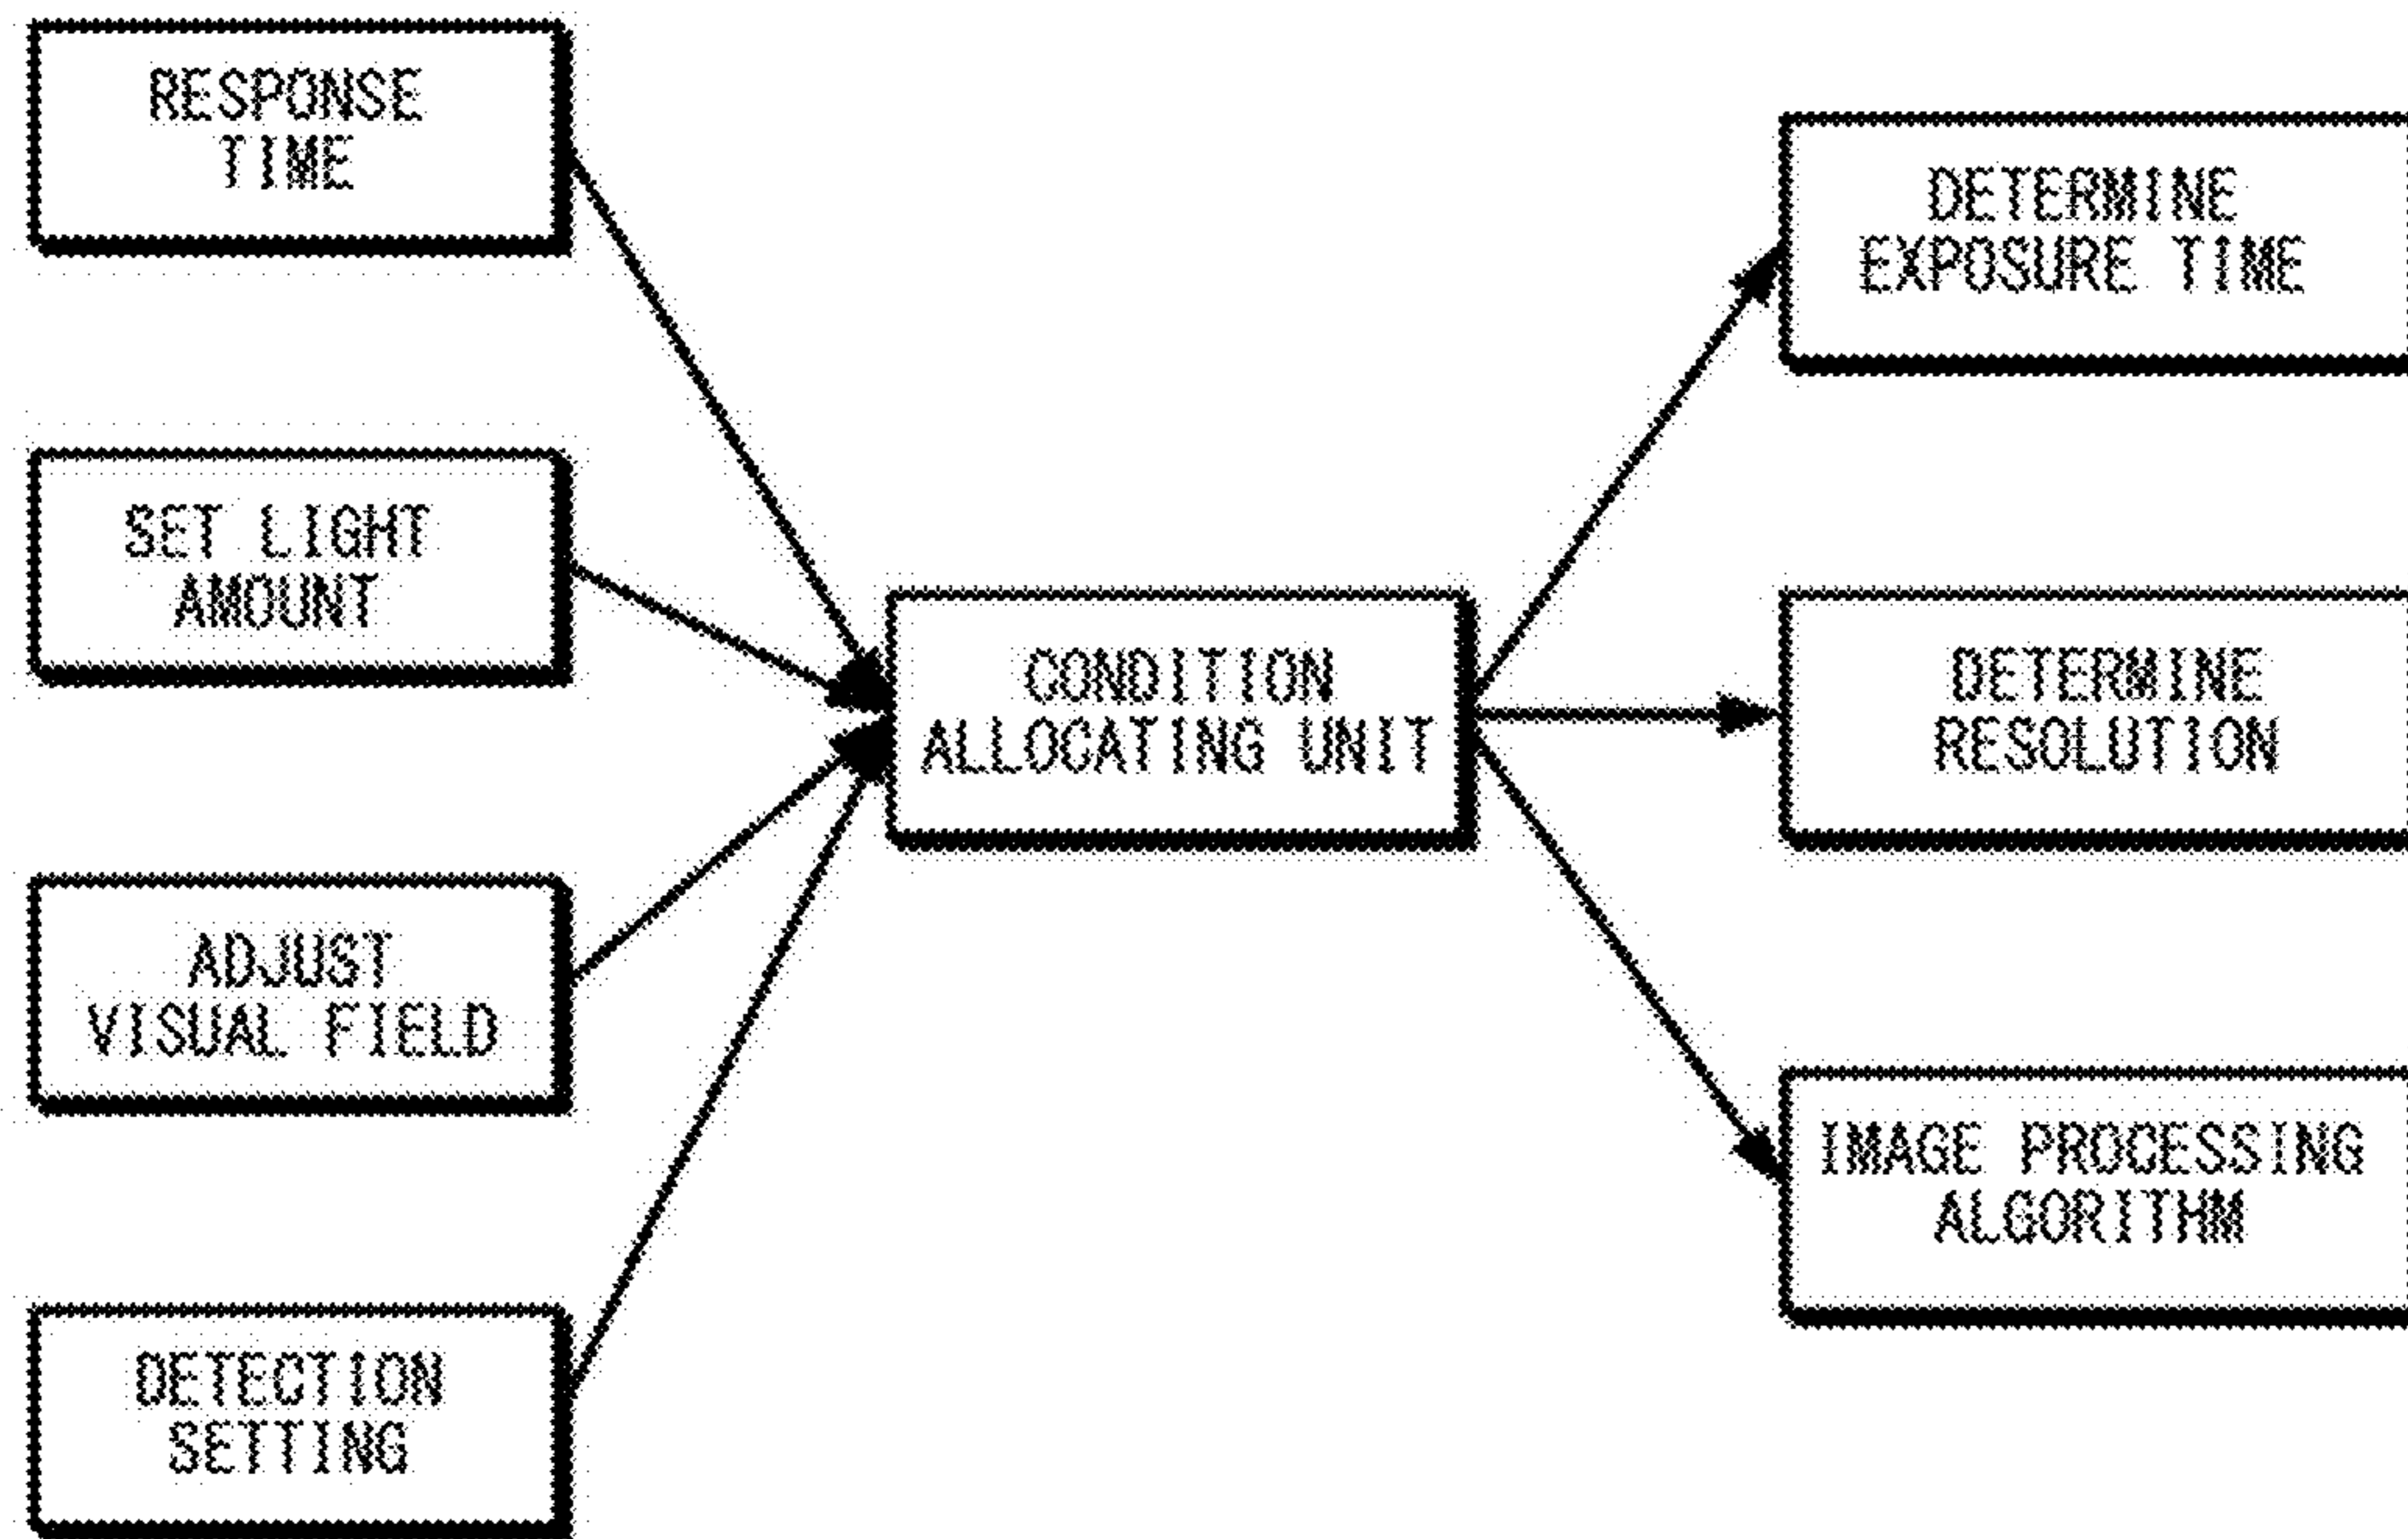 RESPONSE
TIME
SET LIGHT
AMOUNT
ADJUST
VISUAL FIELD
DETECTION
SETTING
CONDITION
ALLOCATING UNIT
DETERMINE
EXPOSURE TIME
DETERMINE
RESOLUTION
IMAGE PROCESSING
ALGORITHM